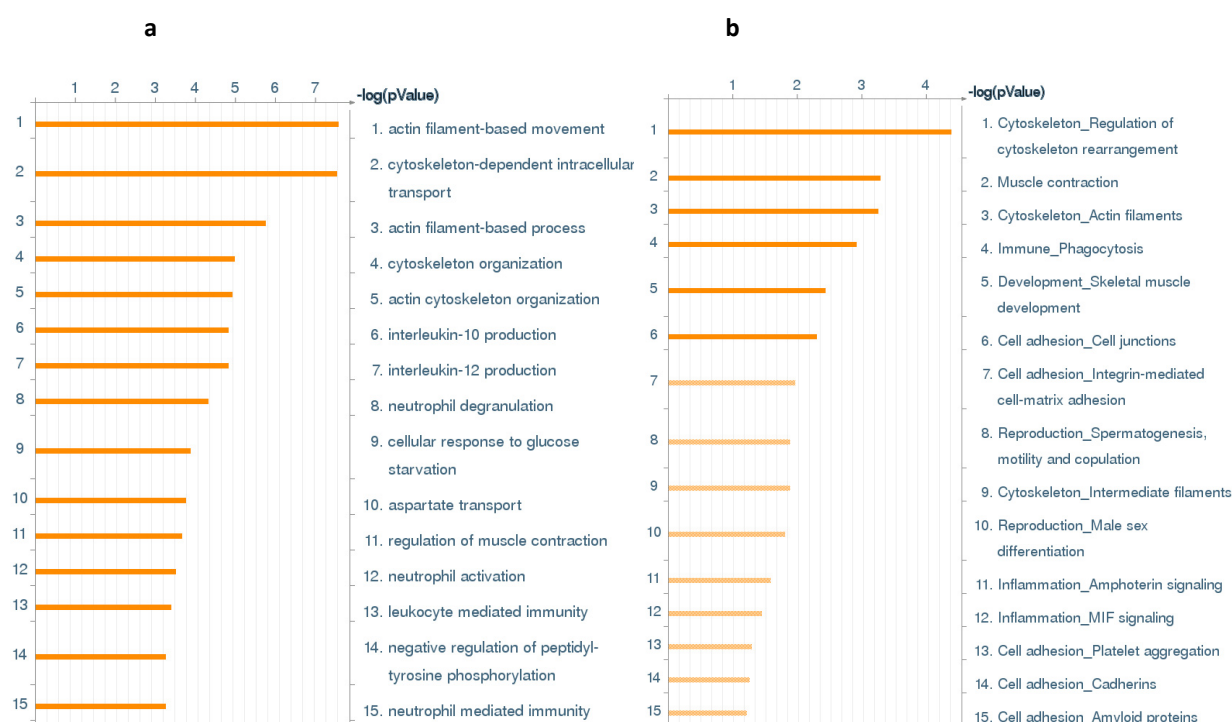 a
1 2 3 4 5 6 7
-log(pValue)
1
2
3
4
5
6
7
8
9
10
11
12
13
14
15
1. actin filament-based movement
2. cytoskeleton-dependent intracellular
transport
3. actin filament-based process
4. cytoskeleton organization
5. actin cytoskeleton organization
6. interleukin-10 production
7. interleukin-12 production
8. neutrophil degranulation
9. cellular response to glucose
starvation
10. aspartate transport
11. regulation of muscle contraction
12. neutrophil activation
13. leukocyte mediated immunity
14. negative regulation of peptidyl-
tyrosine phosphorylation
15. neutrophil mediated immunity
b
1 2 3 4
-log(pValue)
1
2
3
4
5
6
7
8
9
10
11
12
13
14
15
1. Cytoskeleton_Regulation of
cytoskeleton rearrangement
2. Muscle contraction
3. Cytoskeleton_Actin filaments
4. Immune_Phagocytosis
5. Development_Skeletal muscle
development
6. Cell adhesion_Cell junctions
7. Cell adhesion_Integrin-mediated
cell-matrix adhesion
8. Reproduction_Spermatogenesis,
motility and copulation
9. Cytoskeleton_Intermediate filaments
10. Reproduction_Male sex
differentiation
11. Inflammation_Amphoterin signaling
12. Inflammation_MIF signaling
13. Cell adhesion_Platelet aggregation
14. Cell adhesion_Cadherins
15. Cell adhesion_Amyloid proteins